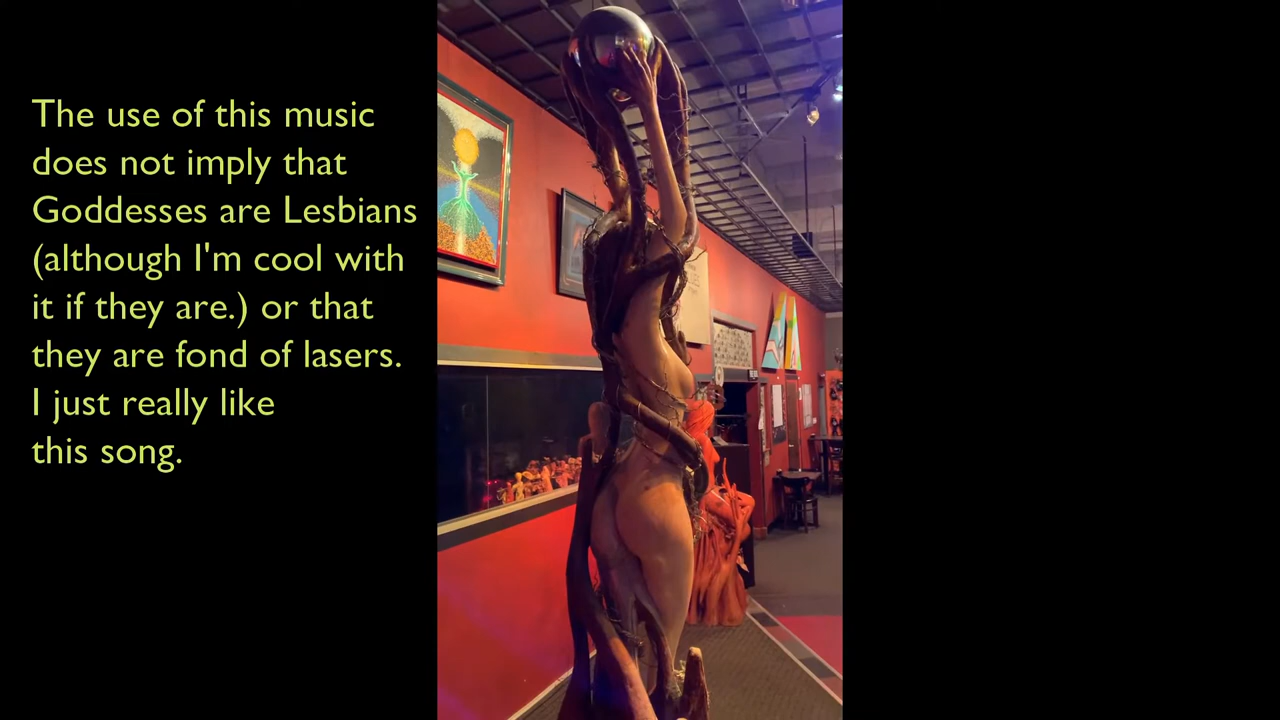 The use of this music
does not imply that
Goddesses are Lesbians
(although I'm cool with
it if they are.) or that
they are fond of lasers.
I just really like
this song.